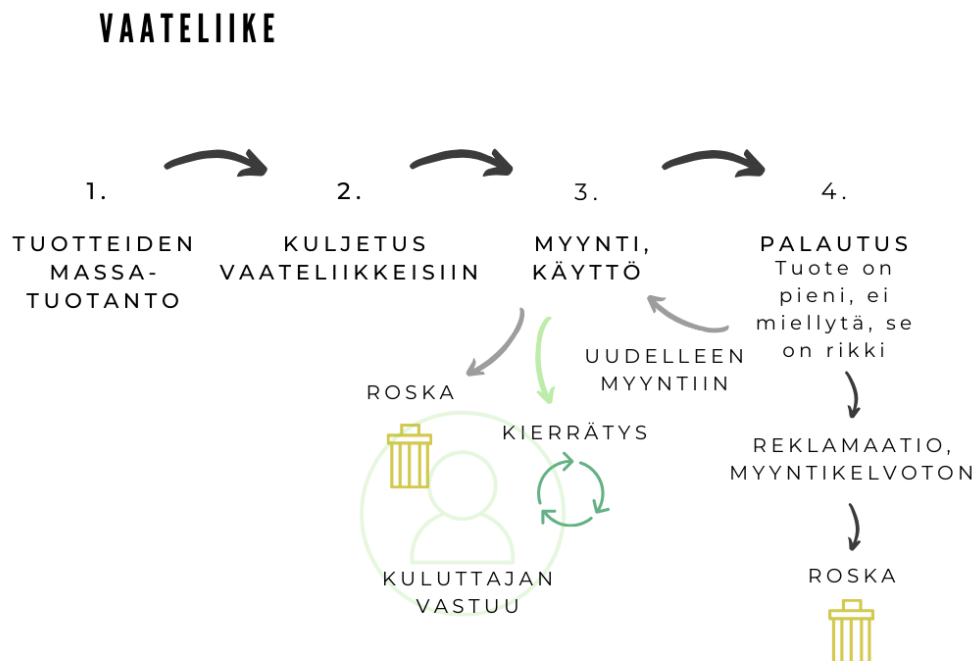 VAATELIIKE
1.
TUOTTEIDEN
MASSA-
TUOTANTO
2.
KULJETUS
VAATELIIKKEISIIN
3.
MYYNTI,
KÄYTTÖ
4.
PALAUTUS
Tuote on
pieni, ei
miellytä, se
on rikki
UUDELLEEN
MYYNTIIN
ROSKA
KIERRÄTYS
KULUTTAJAN
VASTUU
REKLAMAATIO,
MYYNTIKELVOTON
ROSKA